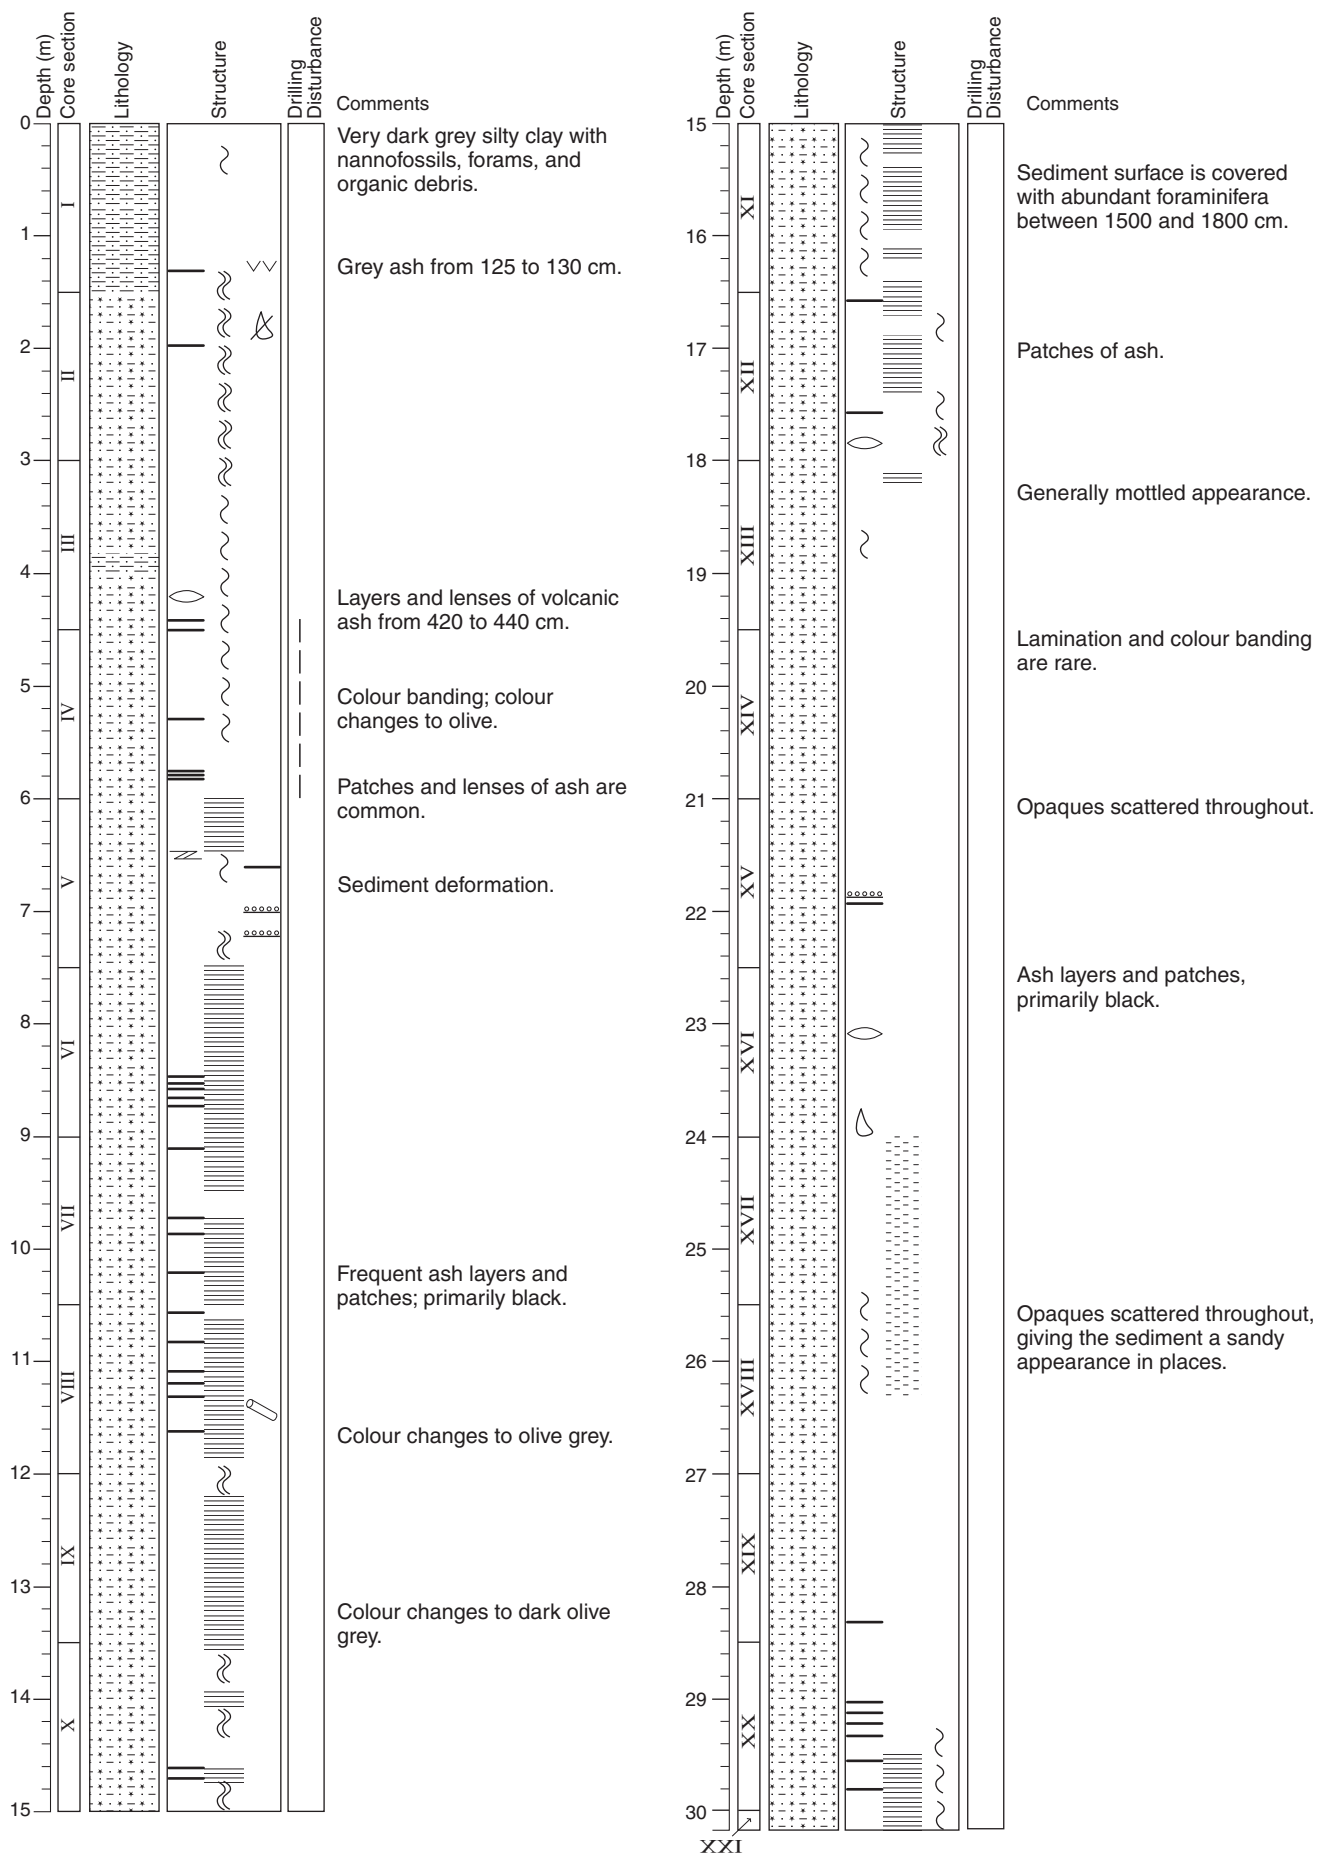 Depth (m)
Core section
Lithology
Structure
Drilling
Disturbance
Comments
0
1
2
3
4
5
6
7
8
9
10
11
12
13
14
15
I
II
III
IV
V
VI
VII
VIII
IX
X
Very dark grey silty clay with
nannofossils, forams, and
organic debris.
Grey ash from 125 to 130 cm.
Layers and lenses of volcanic
ash from 420 to 440 cm.
Colour banding; colour
changes to olive.
Patches and lenses of ash are
common.
Sediment deformation.
Frequent ash layers and
patches; primarily black.
Colour changes to olive grey.
Colour changes to dark olive
grey.
Depth (m)
Core section
Lithology
Structure
Drilling
Disturbance
Comments
15
16
17
18
19
20
21
22
23
24
25
26
27
28
29
30
XI
XII
XIII
XIV
XV
XVI
XVII
XVIII
XIX
XX
XXI
Sediment surface is covered
with abundant foraminifera
between 1500 and 1800 cm.
Patches of ash.
Generally mottled appearance.
Lamination and colour banding
are rare.
Opaques scattered throughout.
Ash layers and patches,
primarily black.
Opaques scattered throughout,
giving the sediment a sandy
appearance in places.